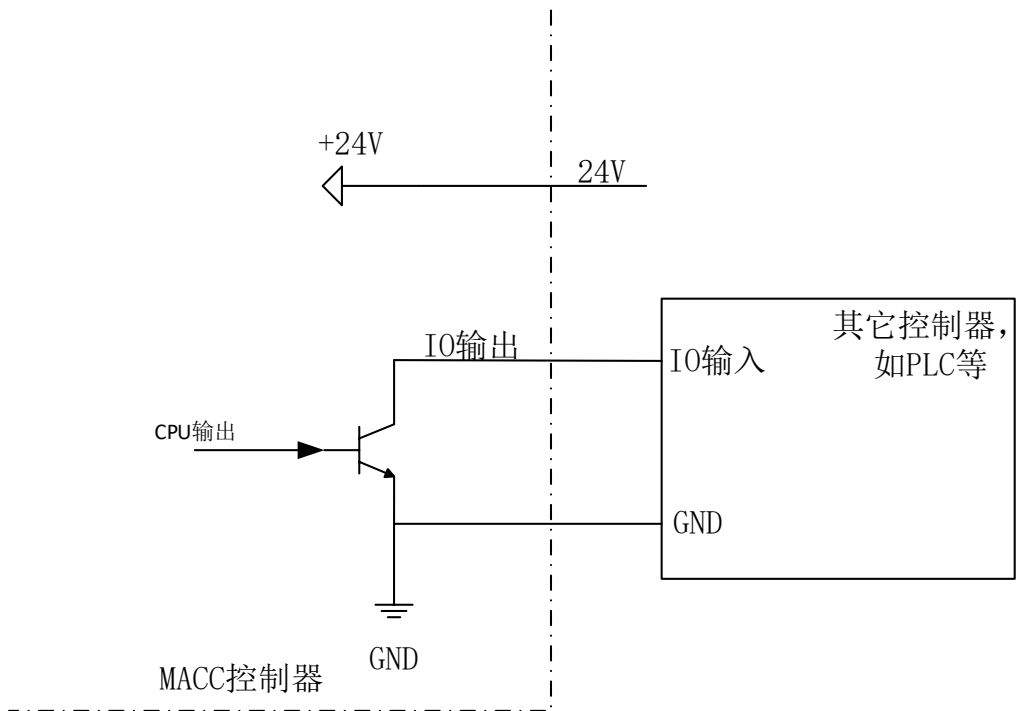 +24V
24V
其它控制器,
如PLC等
IO输出
IO输入
CPU输出
GND
GND
MACC控制器